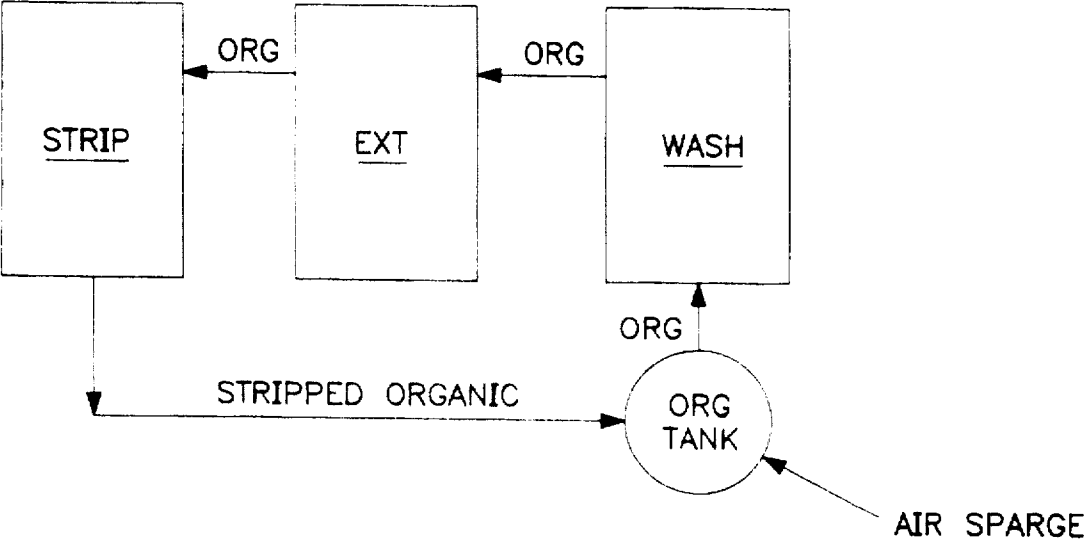 ORG
ORG
STRIP
EXT
WASH
ORG
STRIPPED ORGANIC
ORG
TANK
AIR SPARGE